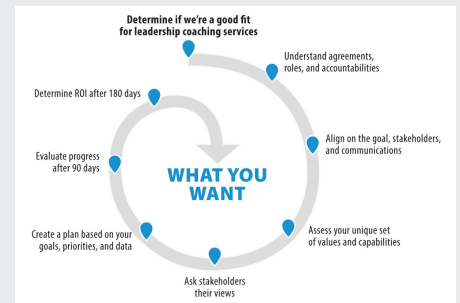 Determine if we're a good fit
for leadership coaching services
Understand agreements,
roles, and accountabilities
Align on the goal, stakeholders,
and communications
Assess your unique set
of values and capabilities
Ask stakeholders
their views
Create a plan based on your
goals, priorities, and data
Evaluate progress
after 90 days
Determine ROI after 180 days
WHAT YOU
WANT